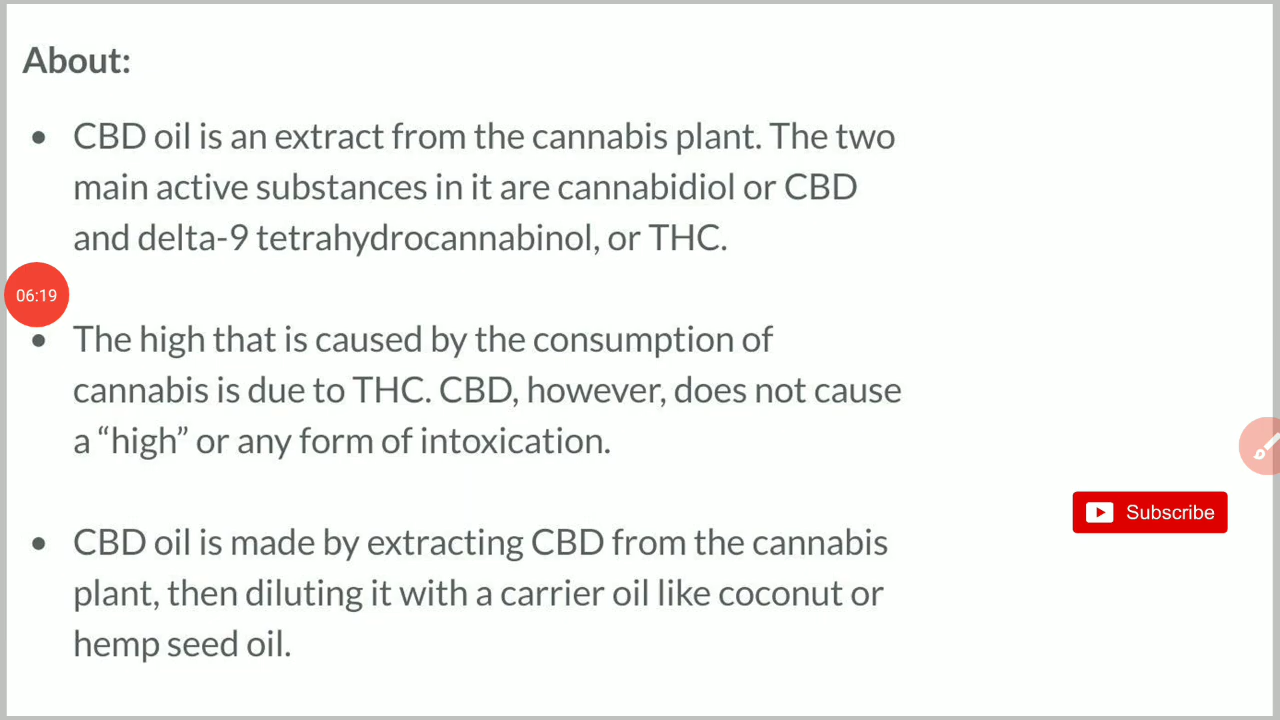 About:
• CBD oil is an extract from the cannabis plant. The two
main active substances in it are cannabidiol or CBD
and delta-9 tetrahydrocannabinol, or THC.
06:19
• The high that is caused by the consumption of
cannabis is due to THC. CBD, however, does not cause
a “high” or any form of intoxication.
Subscribe
• CBD oil is made by extracting CBD from the cannabis
plant, then diluting it with a carrier oil like coconut or
hemp seed oil.